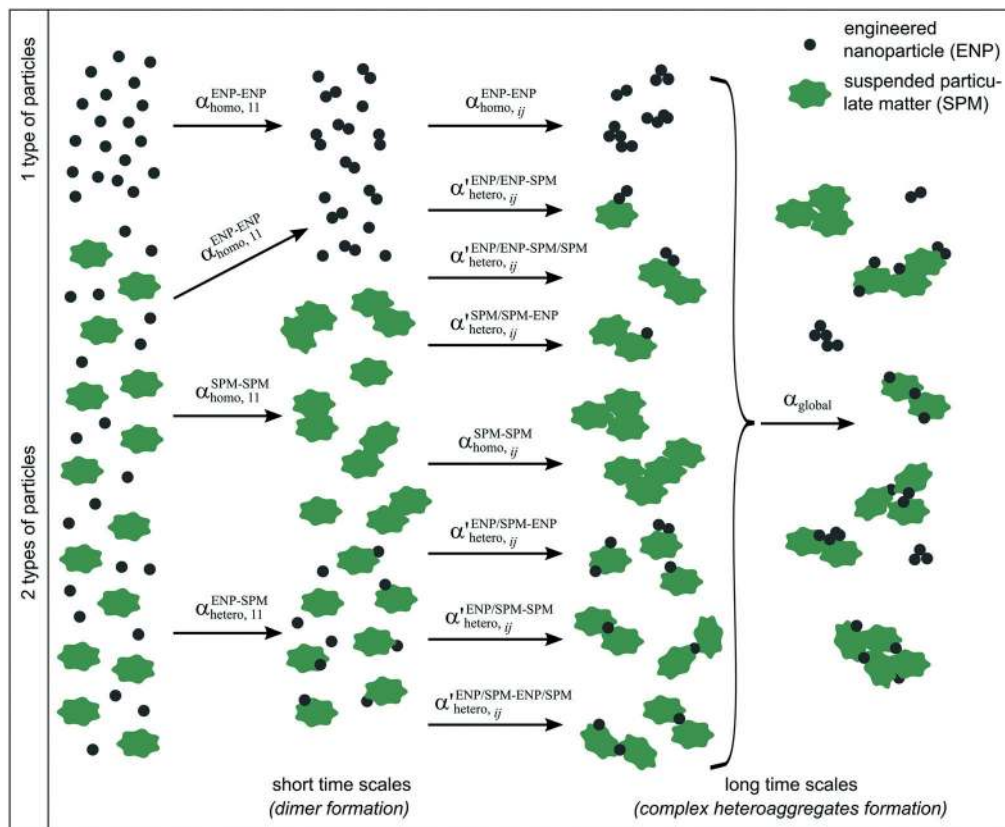 engineered
nanoparticle (ENP)
suspended particu-
late matter (SPM)
1 type of particles
2 types of particles
α ENP-ENP homo, 11
α ENP-ENP homo, ij
α' ENP/ENP-SPM hetero, ij
α ENP-ENP homo, 11
α' ENP/ENP-SPM/SPM hetero, ij
α' SPM/SPM-ENP hetero, ij
α SPM-SPM homo, 11
α global
α SPM-SPM homo, ij
α' ENP/SPM-ENP hetero, ij
α ENP-SPM hetero, 11
α' ENP/SPM-SPM hetero, ij
α' ENP/SPM-ENP/SPM hetero, ij
short time scales
(dimer formation)
long time scales
(complex heteroaggregates formation)